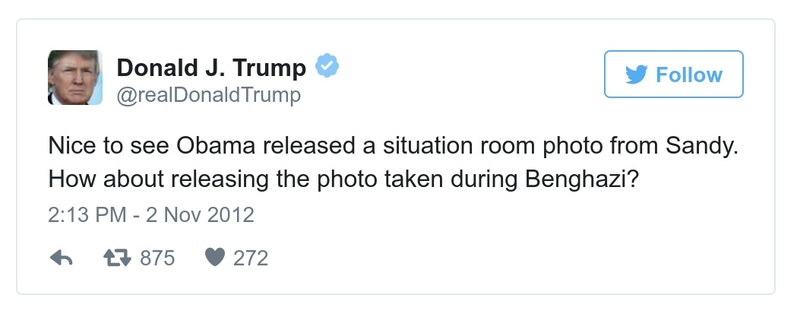 Donald J. Trump
@realDonaldTrump
Follow
Nice to see Obama released a situation room photo from Sandy.
How about releasing the photo taken during Benghazi?
2:13 PM - 2 Nov 2012
875 272